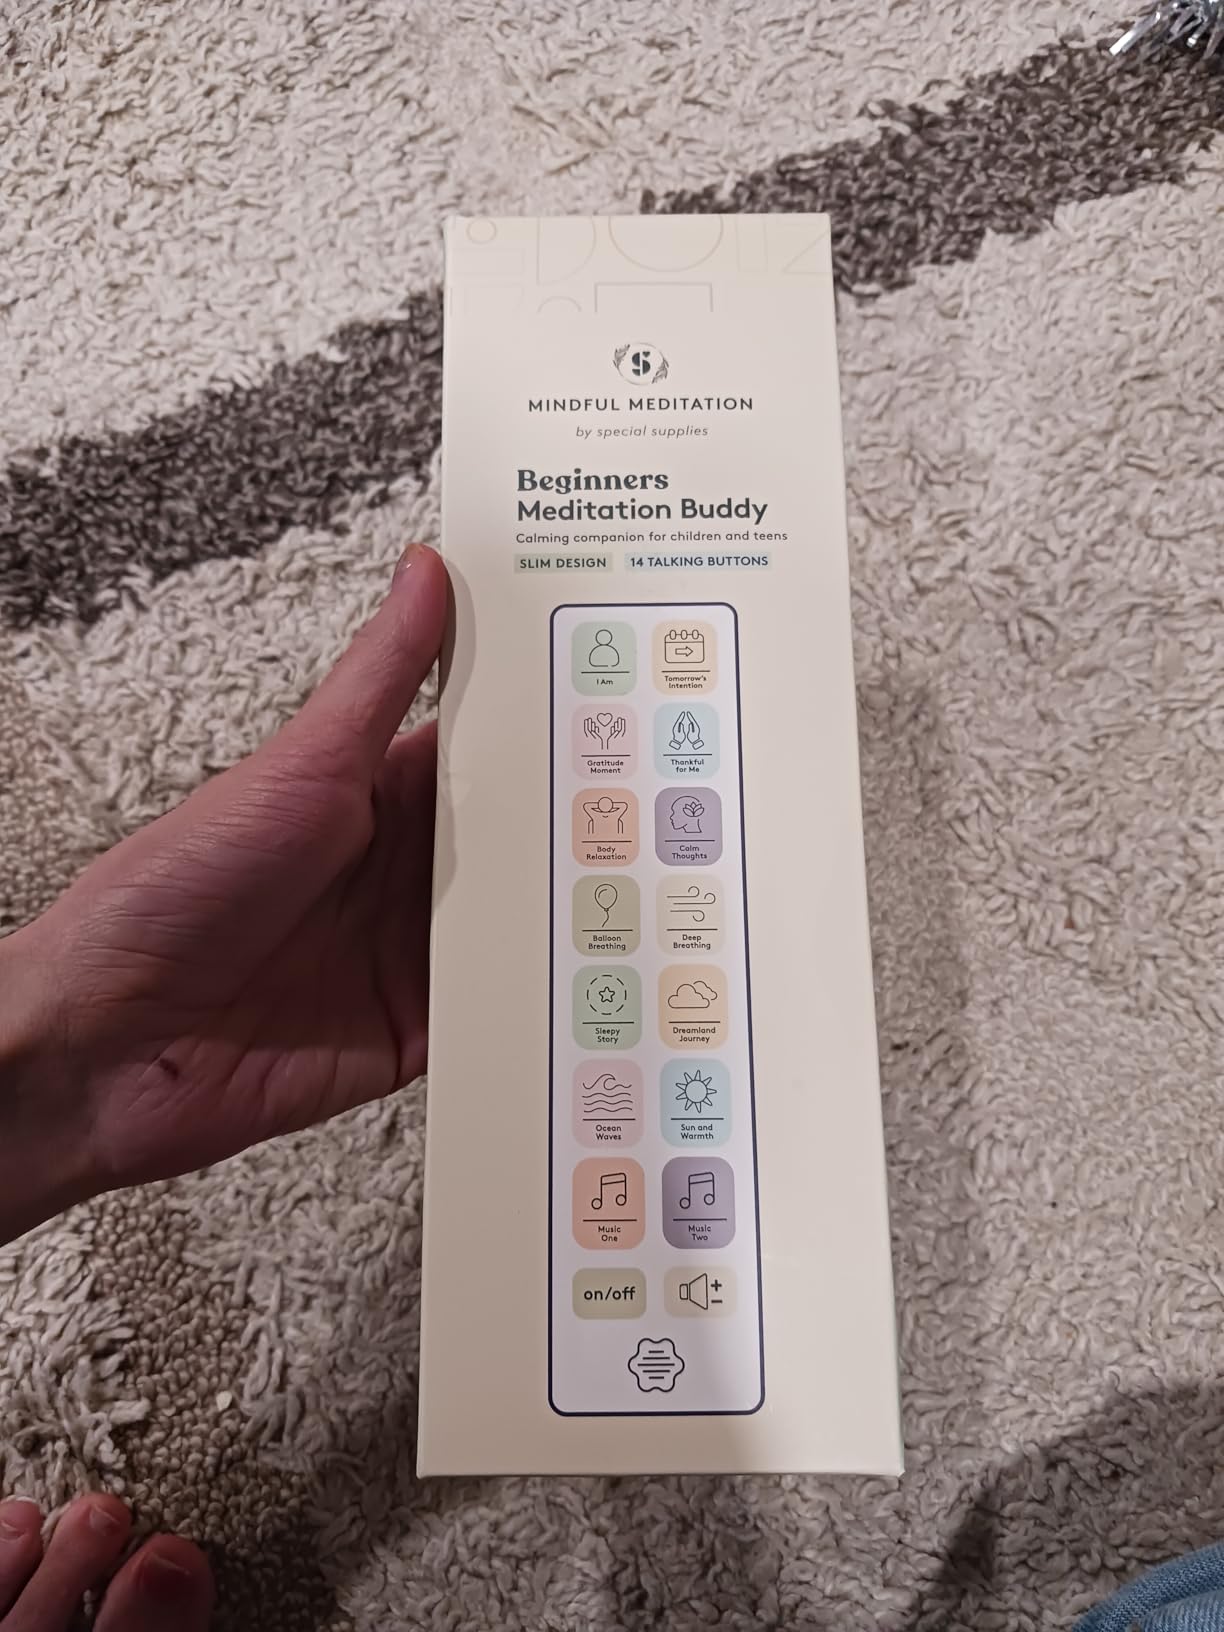 S
MINDFUL MEDITATION
by special supplies
Beginners
Meditation Buddy
Calming companion for children and teens
SLIM DESIGN 14 TALKING BUTTONS
I Am
Tomorrow's
Intention
Gratitude
Moment
Thankful
for Me
Body
Relaxation
Calm
Thoughts
Balloon
Breathing
Deep
Breathing
Sleepy
Story
Dreamland
Journey
Ocean
Waves
Sun and
Warmth
Music
One
Music
Two
on/off
+
−